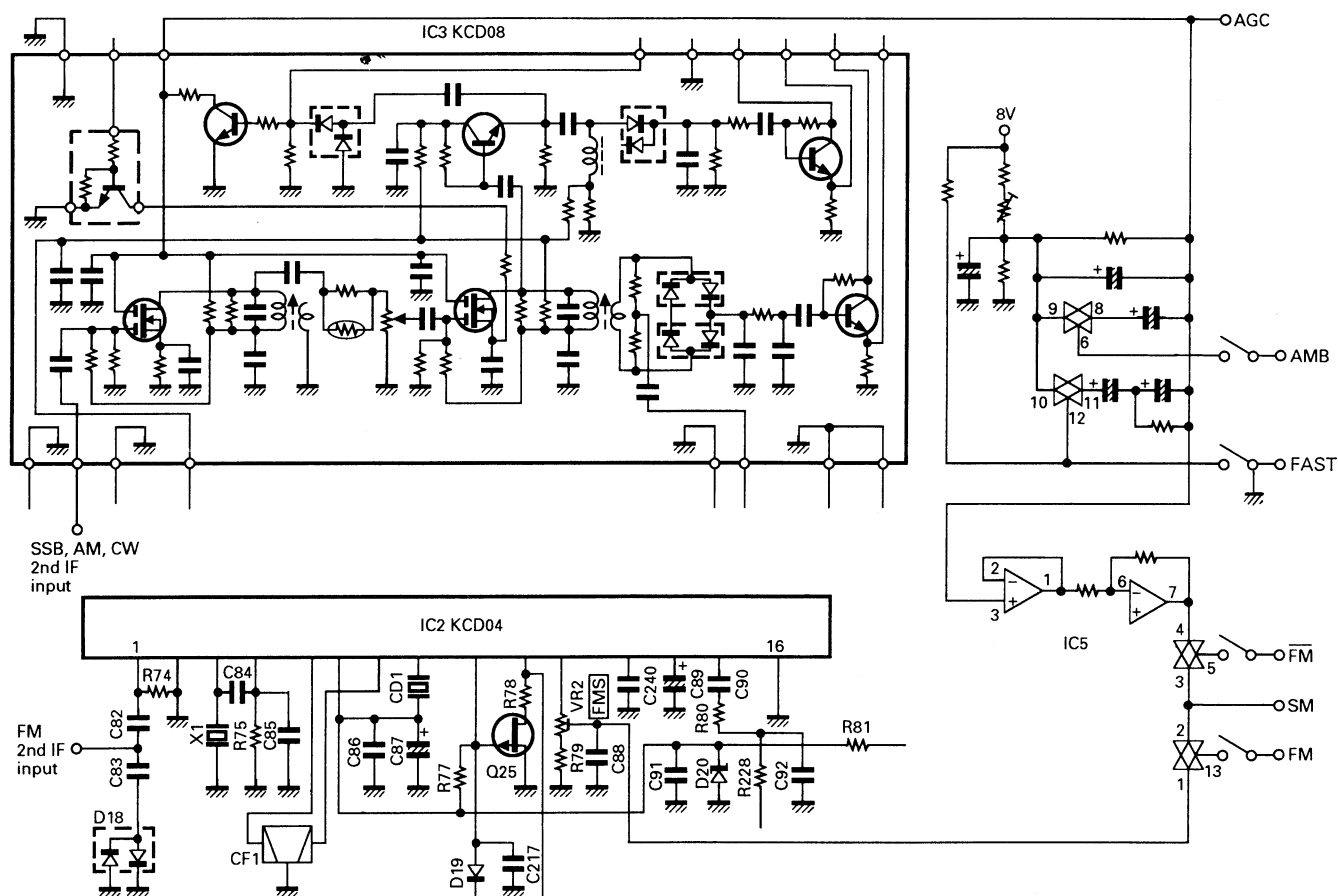 IC3 KCD08
AGC
8V
+
+
9
8
+
6
AMB
+
+
10
11
12
FAST
SSB, AM, CW
2nd IF
input
2
−
1
+
3
6
−
7
+
IC5
4
5
FM
3
SM
2
13
FM
1
IC2 KCD04
1
16
R74
C84
CD1
R78
VR2
FMS
C240
+
C89
C90
C82
X1
R75
C85
C86
C87
+
R77
Q25
R79
C88
R80
R81
FM
2nd IF
input
C83
C91
D20
R228
C92
D18
CF1
D19
C217